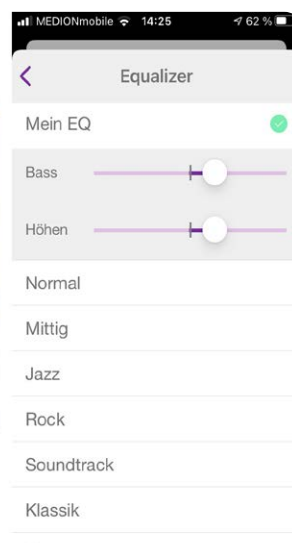 MEDIONmobile 14:25 62 %
Equalizer
Mein EQ
Bass
Höhen
Normal
Mittig
Jazz
Rock
Soundtrack
Klassik